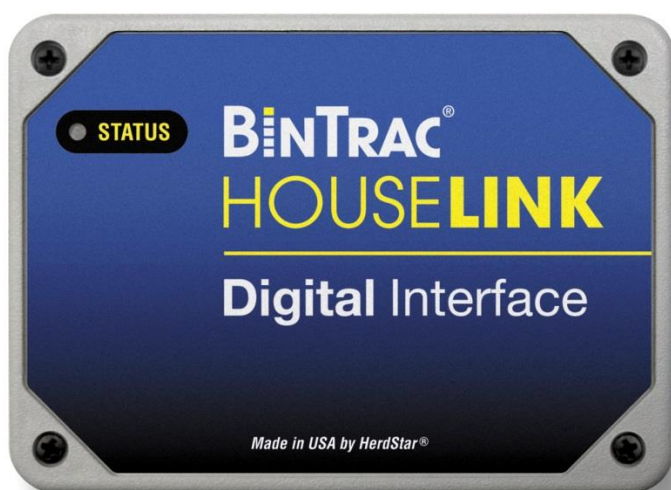 STATUS
BINTRAC®
HOUSELINK
Digital Interface
Made in USA by HerdStar®